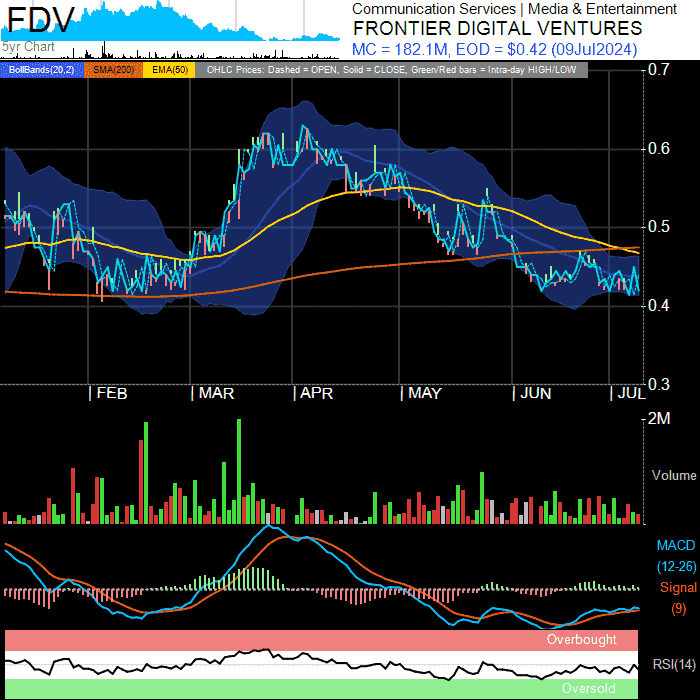 FDV
5yr Chart
Communication Services | Media & Entertainment
FRONTIER DIGITAL VENTURES
MC = 182.1M, EOD = $0.42 (09Jul2024)
BollBands(20,2) SMA(200) EMA(50) OHLC Prices: Dashed = OPEN, Solid = CLOSE, Green/Red bars = Intra-day HIGH/LOW
0.7
0.6
0.5
0.4
0.3
| FEB | MAR | APR | MAY | JUN | JUL
2M
Volume
MACD
(12-26)
Signal
(9)
Overbought
RSI(14)
Oversold